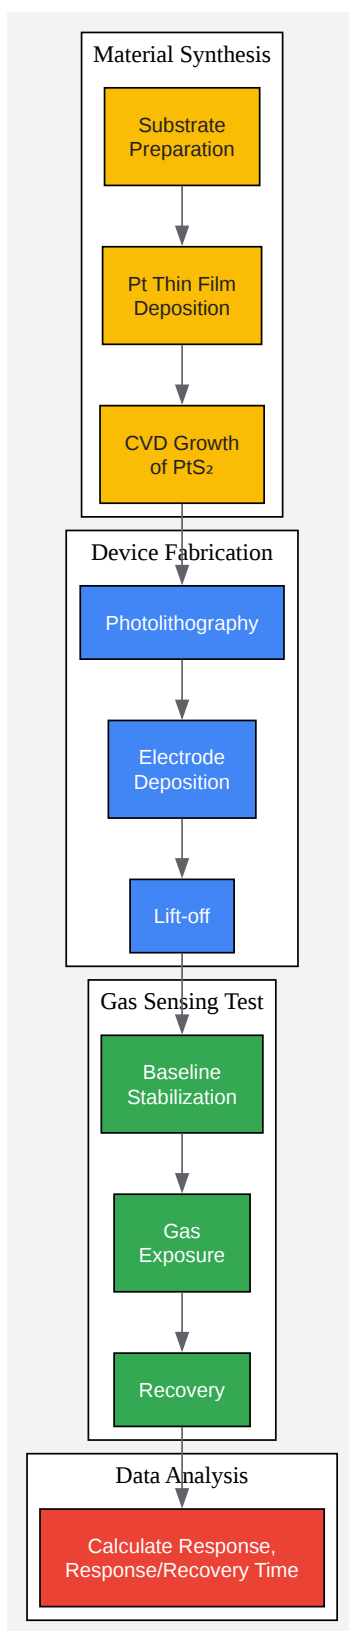 Material Synthesis
Substrate
Preparation
Pt Thin Film
Deposition
CVD Growth
of PtS₂
Device Fabrication
Photolithography
Electrode
Deposition
Lift-off
Gas Sensing Test
Baseline
Stabilization
Gas
Exposure
Recovery
Data Analysis
Calculate Response,
Response/Recovery Time